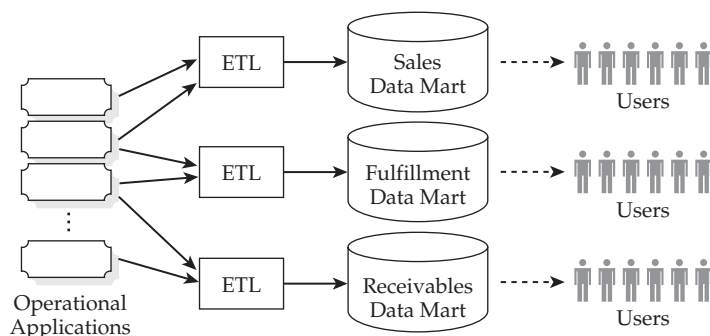 ETL
Sales
Data Mart
Users
ETL
Fulfillment
Data Mart
Users
ETL
Receivables
Data Mart
Users
Operational
Applications